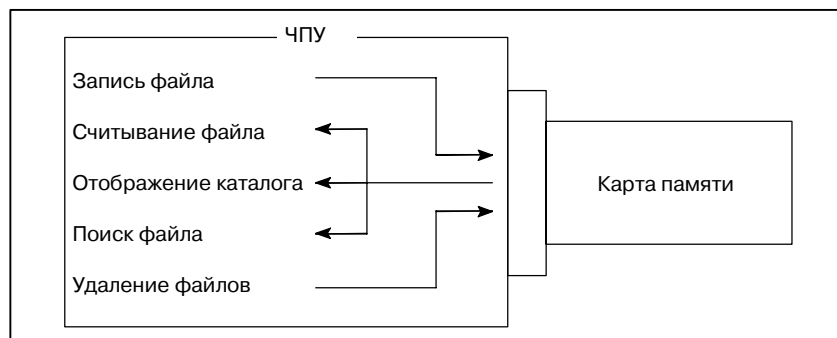 ЧПУ
Запись файла
Считывание файла
Отображение каталога
Карта памяти
Поиск файла
Удаление файлов